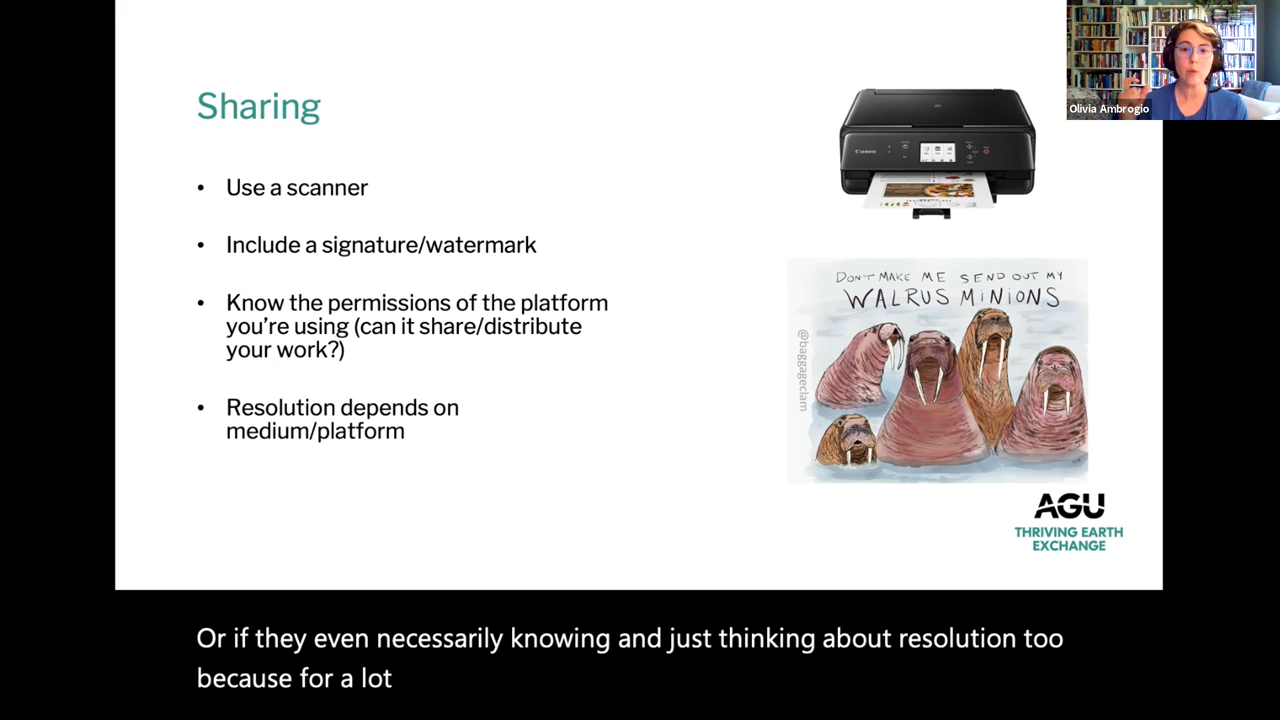 Sharing
• Use a scanner
• Include a signature/watermark
• Know the permissions of the platform
you're using (can it share/distribute
your work?)
• Resolution depends on
medium/platform
Olivia Ambrogio
Canon
DON'T MAKE ME SEND OUT MY
WALRUS MINIONS
@baggageclam
AGU
THRIVING EARTH
EXCHANGE
Or if they even necessarily knowing and just thinking about resolution too
because for a lot